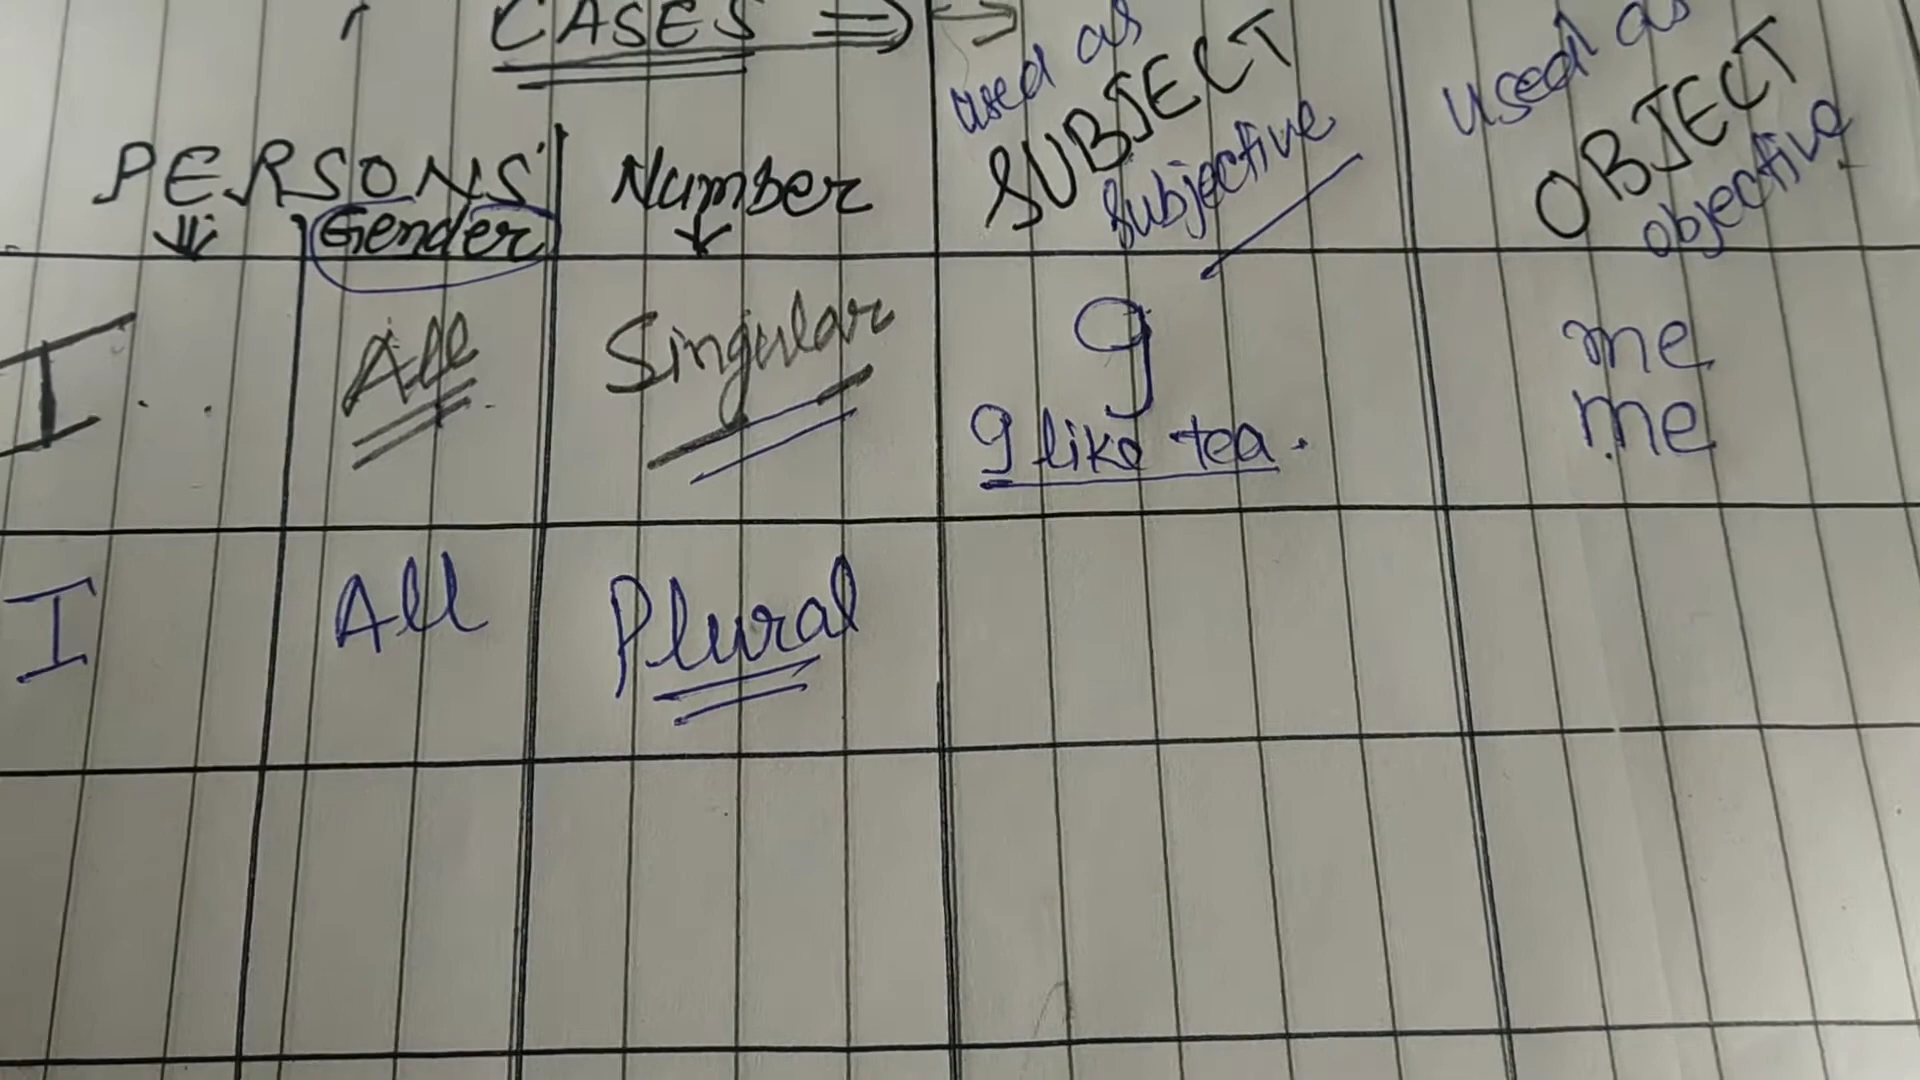 CASES ⇒
used as
SUBJECT
subjective
used as
OBJECT
objective
PERSONS
Gender
Number
I
All
Singular
I
I like tea.
me
me
I
All
Plural